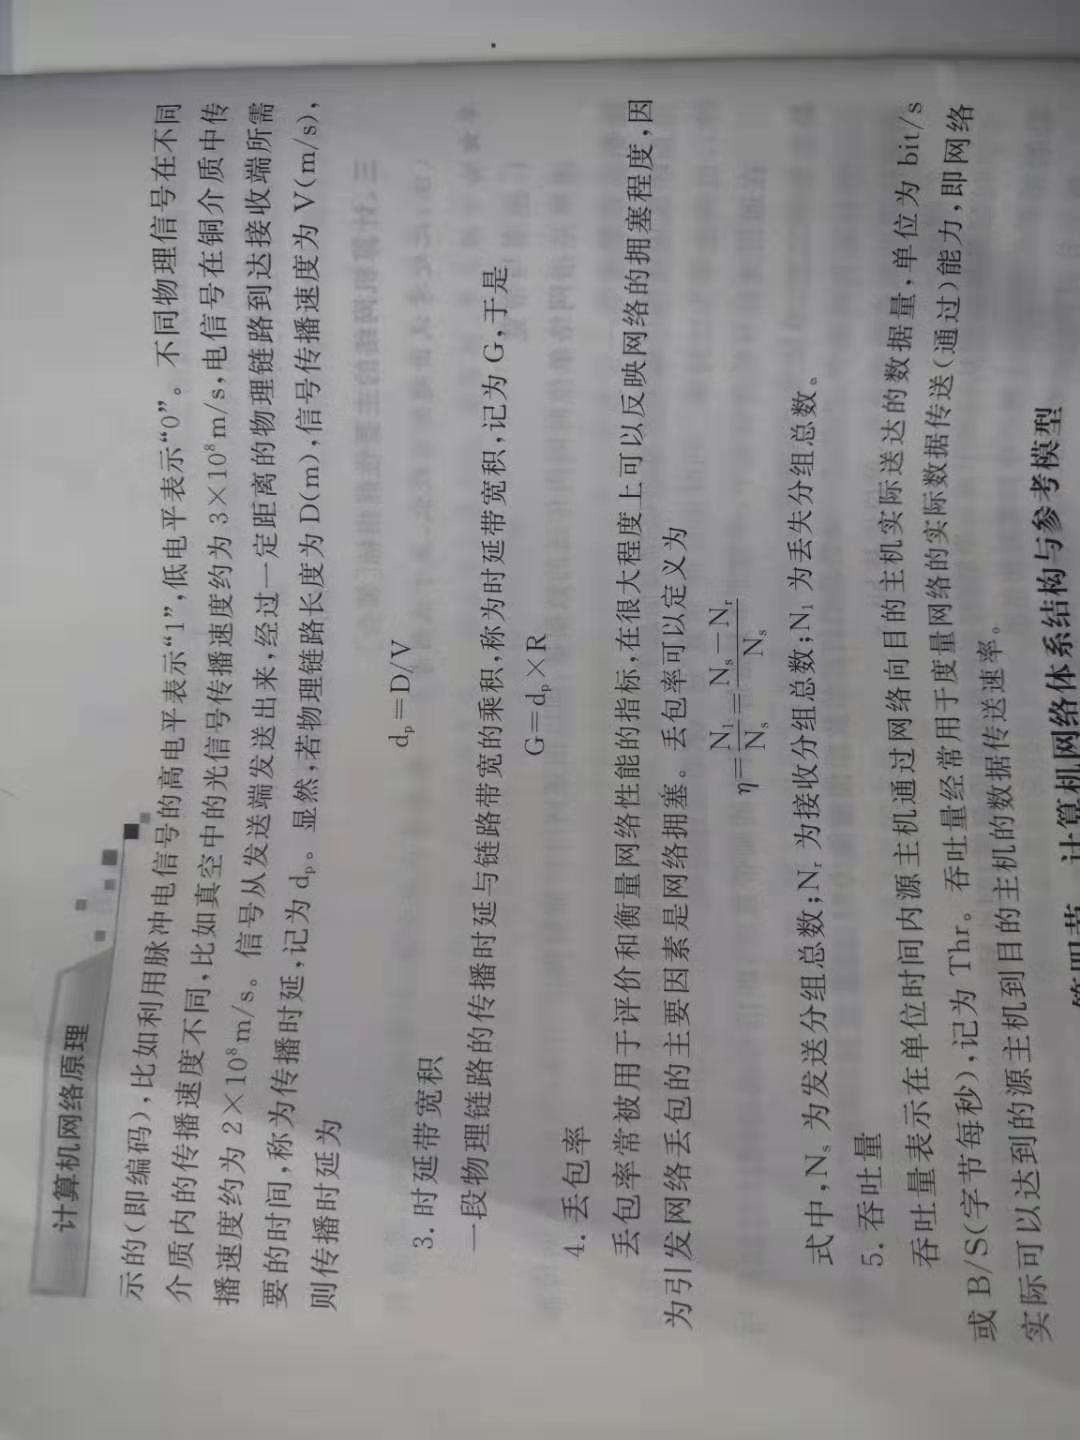 计算机网络原理
示的(即编码),比如利用脉冲电信号的高电平表示“1”,低电平表示“0”。不同物理信号在不同
介质内的传播速度不同,比如真空中的光信号传播速度约为 3×10⁸m/s,电信号在铜介质中传
播速度约为 2×10⁸m/s。信号从发送端发送出来,经过一定距离的物理链路到达接收端所需
要的时间,称为传播时延,记为 dₚ。显然,若物理链路长度为 D(m),信号传播速度为 V(m/s),
则传播时延为
dₚ=D/V
3. 时延带宽积
一段物理链路的传播时延与链路带宽的乘积,称为时延带宽积,记为 G,于是
G=dₚ×R
4. 丢包率
丢包率常被用于评价和衡量网络性能的指标,在很大程度上可以反映网络的拥塞程度,因
为引发网络丢包的主要因素是网络拥塞。丢包率可以定义为
η=Nₗ/Nₛ=(Nₛ−Nᵣ)/Nₛ
式中,Nₛ 为发送分组总数;Nᵣ 为接收分组总数;Nₗ 为丢失分组总数。
5. 吞吐量
吞吐量表示在单位时间内源主机通过网络向目的主机实际送达的数据量,单位为 bit/s
或 B/S(字节每秒),记为 Thr。吞吐量经常用于度量网络的实际数据传送(通过)能力,即网络
实际可以达到的源主机到目的主机的数据传送速率。
第四节 计算机网络体系结构与参考模型